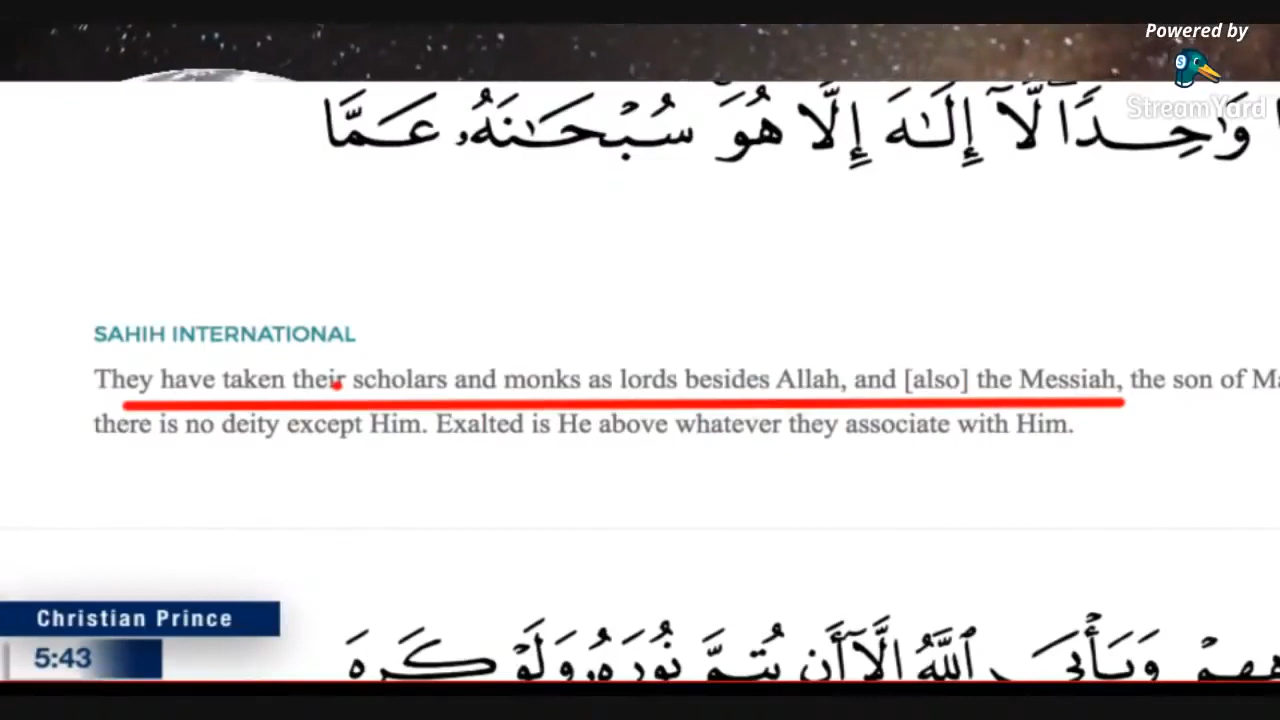 Powered by
StreamYard
وَٰحِدًا لَّآ إِلَـٰهَ إِلَّا هُوَ سُبْحَـٰنَهُۥ عَمَّا
SAHIH INTERNATIONAL
They have taken their scholars and monks as lords besides Allah, and [also] the Messiah, the son of
there is no deity except Him. Exalted is He above whatever they associate with Him.
Christian Prince
5:43
وَيَأْبَى ٱللَّهُ إِلَّآ أَن يُتِمَّ نُورَهُۥ وَلَوْ كَرِهَ